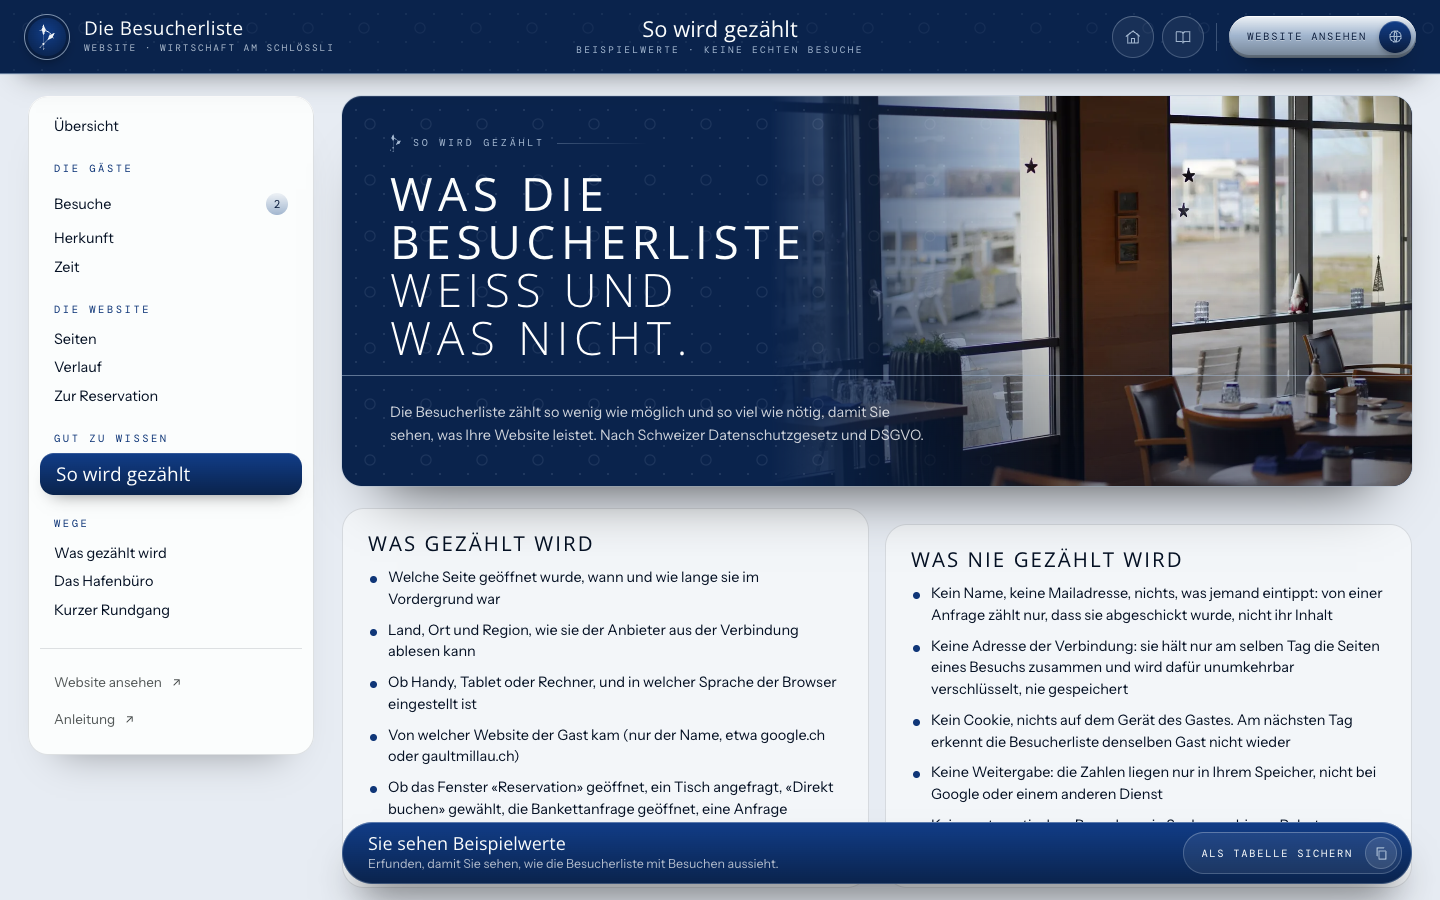 Die Besucherliste
WEBSITE · WIRTSCHAFT AM SCHLÖSSLI
So wird gezählt
BEISPIELWERTE · KEINE ECHTEN BESUCHE
WEBSITE ANSEHEN
Übersicht
DIE GÄSTE
Besuche 2
Herkunft
Zeit
DIE WEBSITE
Seiten
Verlauf
Zur Reservation
GUT ZU WISSEN
So wird gezählt
WEGE
Was gezählt wird
Das Hafenbüro
Kurzer Rundgang
Website ansehen
Anleitung
SO WIRD GEZÄHLT
WAS DIE
BESUCHERLISTE
WEISS UND
WAS NICHT.
Die Besucherliste zählt so wenig wie möglich und so viel wie nötig, damit Sie
sehen, was Ihre Website leistet. Nach Schweizer Datenschutzgesetz und DSGVO.
WAS GEZÄHLT WIRD
Welche Seite geöffnet wurde, wann und wie lange sie im
Vordergrund war
Land, Ort und Region, wie sie der Anbieter aus der Verbindung
ablesen kann
Ob Handy, Tablet oder Rechner, und in welcher Sprache der Browser
eingestellt ist
Von welcher Website der Gast kam (nur der Name, etwa google.ch
oder gaultmillau.ch)
Ob das Fenster «Reservation» geöffnet, ein Tisch angefragt, «Direkt
buchen» gewählt, die Bankettanfrage geöffnet, eine Anfrage
WAS NIE GEZÄHLT WIRD
Kein Name, keine Mailadresse, nichts, was jemand eintippt: von einer
Anfrage zählt nur, dass sie abgeschickt wurde, nicht ihr Inhalt
Keine Adresse der Verbindung: sie hält nur am selben Tag die Seiten
eines Besuchs zusammen und wird dafür unumkehrbar
verschlüsselt, nie gespeichert
Kein Cookie, nichts auf dem Gerät des Gastes. Am nächsten Tag
erkennt die Besucherliste denselben Gast nicht wieder
Keine Weitergabe: die Zahlen liegen nur in Ihrem Speicher, nicht bei
Google oder einem anderen Dienst
Sie sehen Beispielwerte
Erfunden, damit Sie sehen, wie die Besucherliste mit Besuchen aussieht.
ALS TABELLE SICHERN